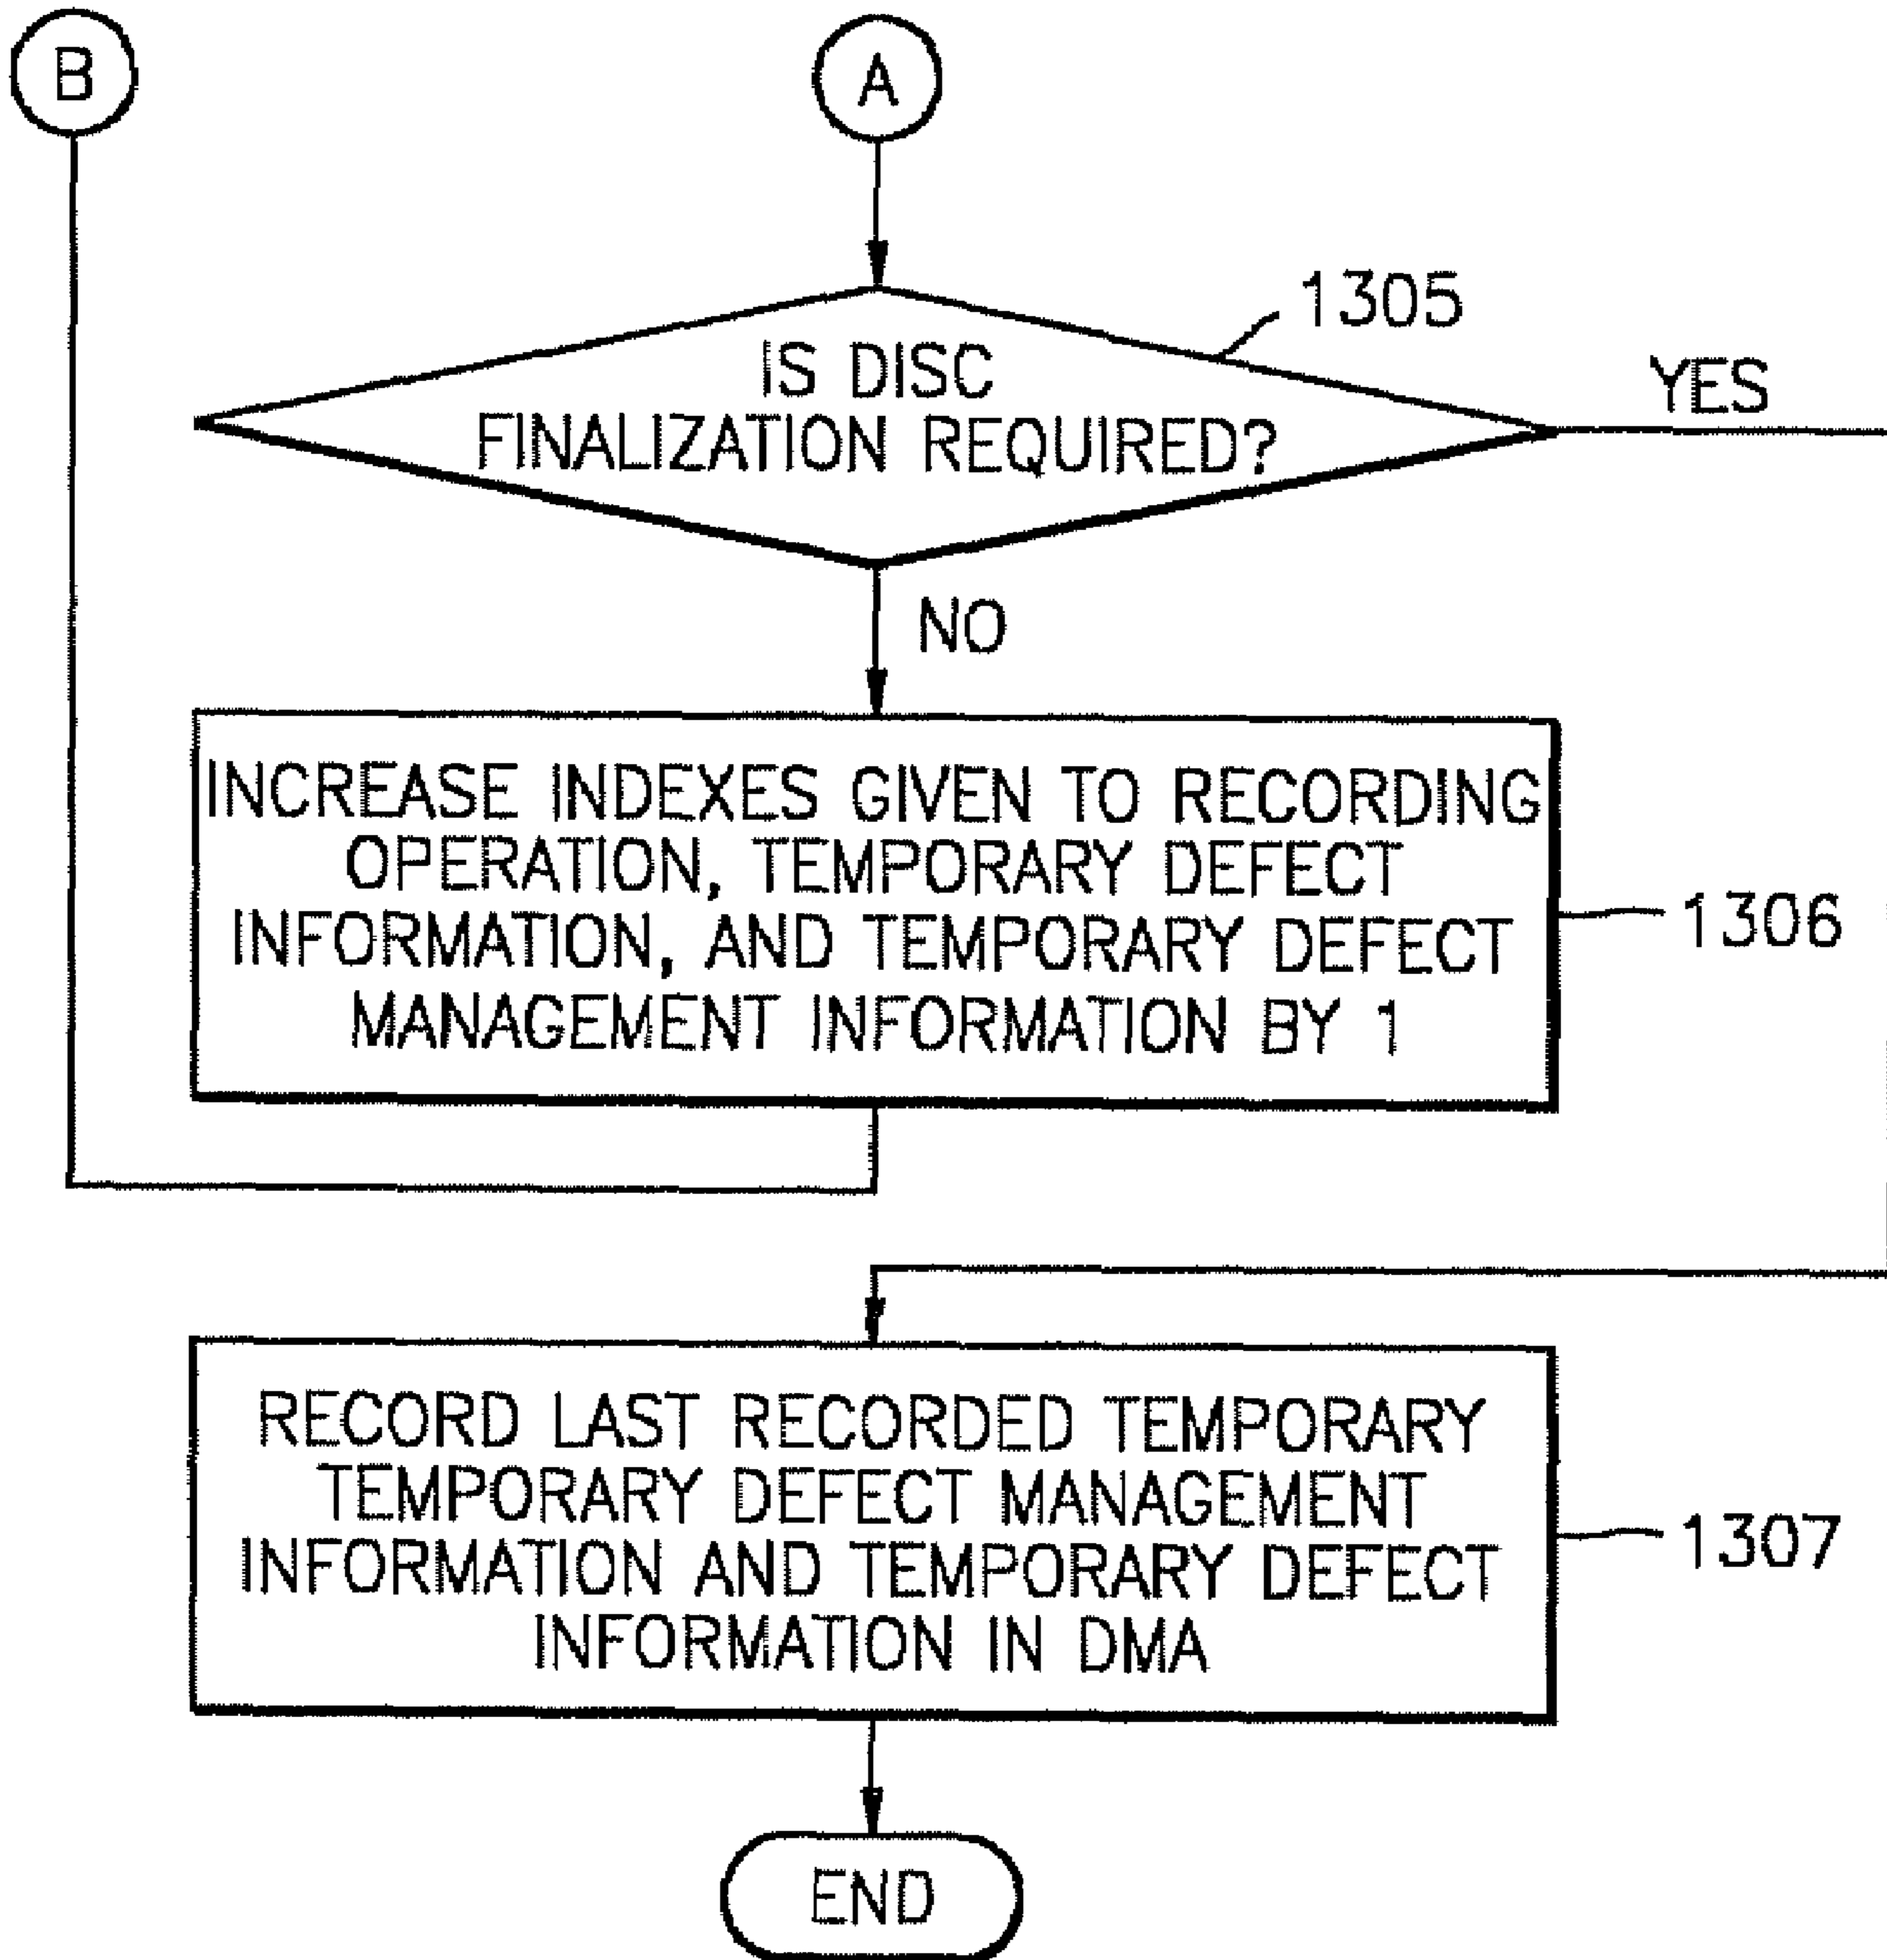 B
A
1305
IS DISC
FINALIZATION REQUIRED?
YES
NO
INCREASE INDEXES GIVEN TO RECORDING
OPERATION, TEMPORARY DEFECT
INFORMATION, AND TEMPORARY DEFECT
MANAGEMENT INFORMATION BY 1
1306
RECORD LAST RECORDED TEMPORARY
TEMPORARY DEFECT MANAGEMENT
INFORMATION AND TEMPORARY DEFECT
INFORMATION IN DMA
1307
END